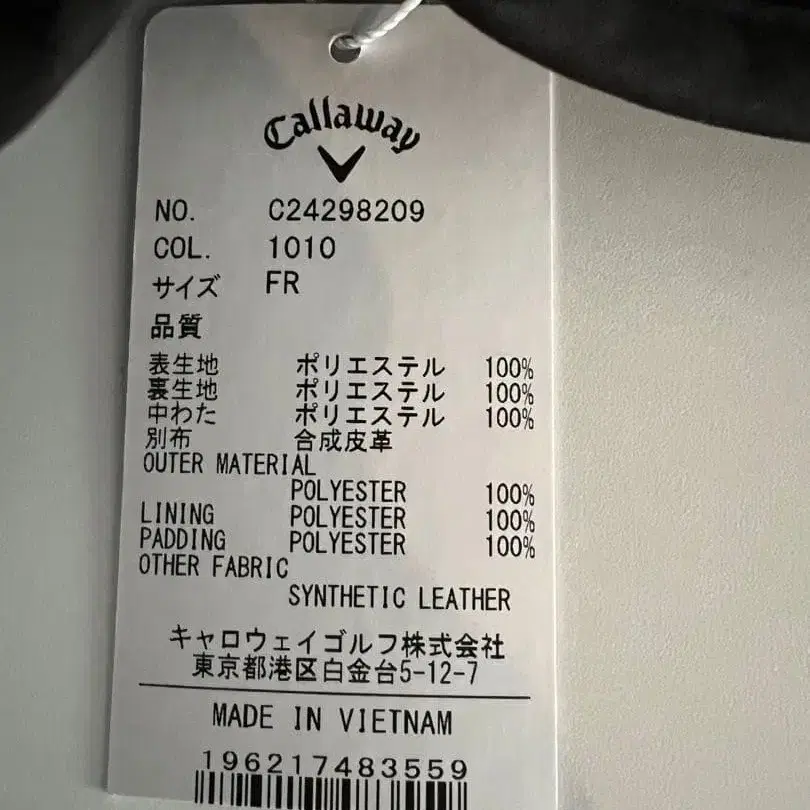 Callaway
NO. C24298209
COL. 1010
サイズ FR
品質
表生地 ポリエステル 100%
裏生地 ポリエステル 100%
中わた ポリエステル 100%
別布 合成皮革
OUTER MATERIAL
POLYESTER 100%
LINING POLYESTER 100%
PADDING POLYESTER 100%
OTHER FABRIC
SYNTHETIC LEATHER
キャロウェイゴルフ株式会社
東京都港区白金台5-12-7
MADE IN VIETNAM
196217483559